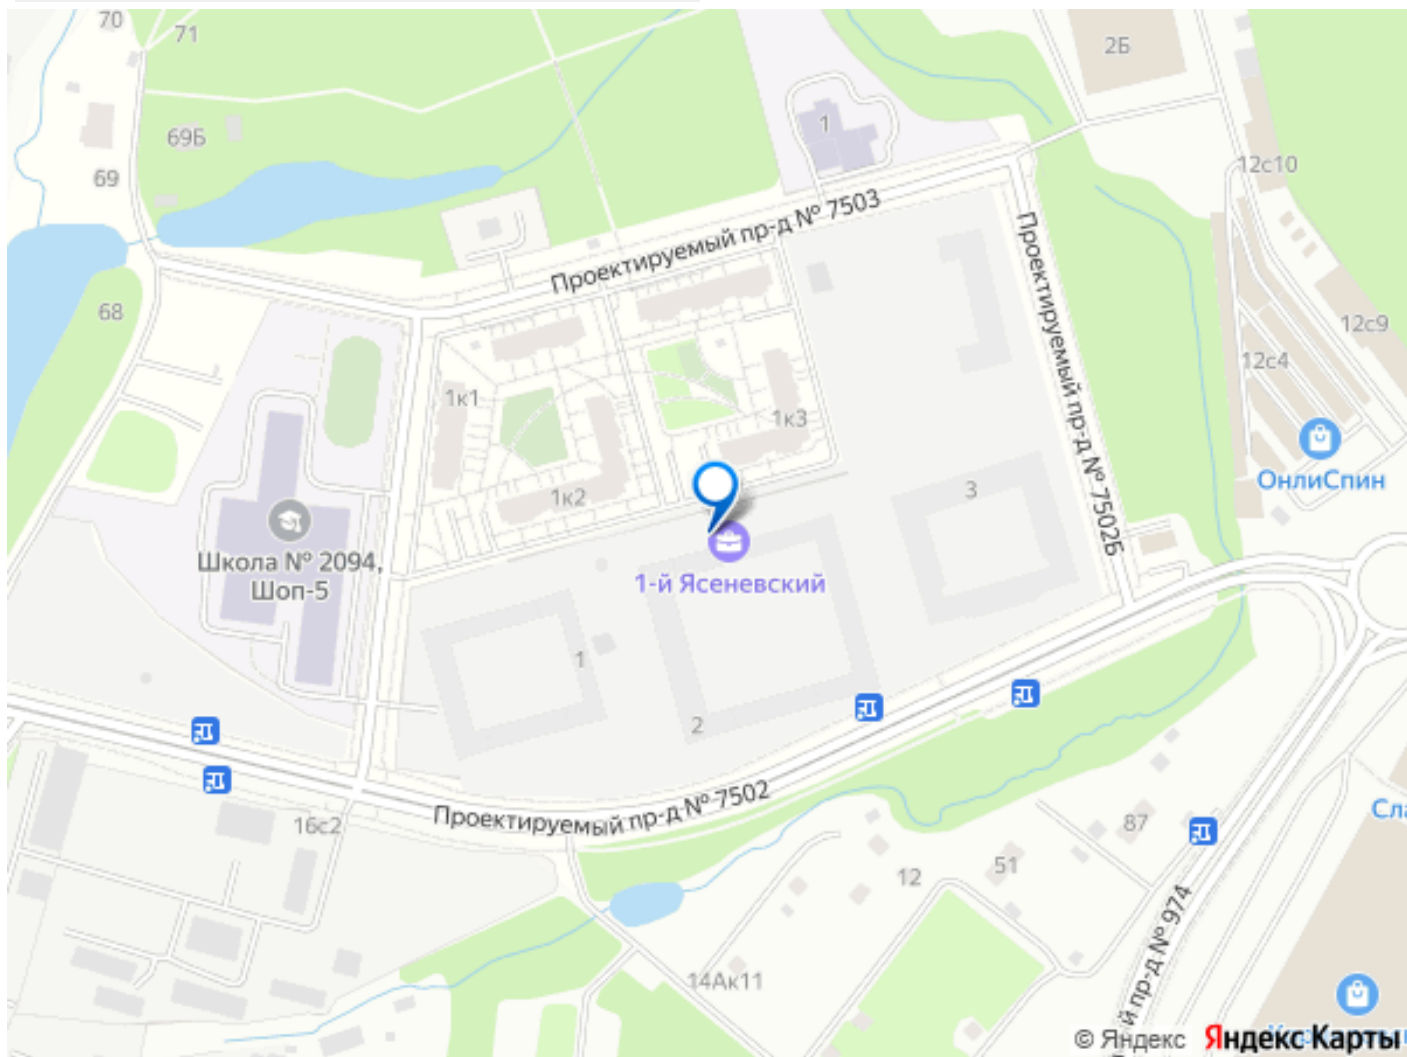 70
71
2Б
1
69Б
69
12с10
Проектируемый пр-д № 7503
Проектируемый пр-д № 7502Б
68
12с9
12с4
1к1
1к3
ОнлиСпин
1к2
3
Школа № 2094,
Шоп-5
1-й Ясеневский
1
2
Проектируемый пр-д № 7502
16с2
87
51
12
14Ак11
й пр-д № 974
© Яндекс Яндекс Карты